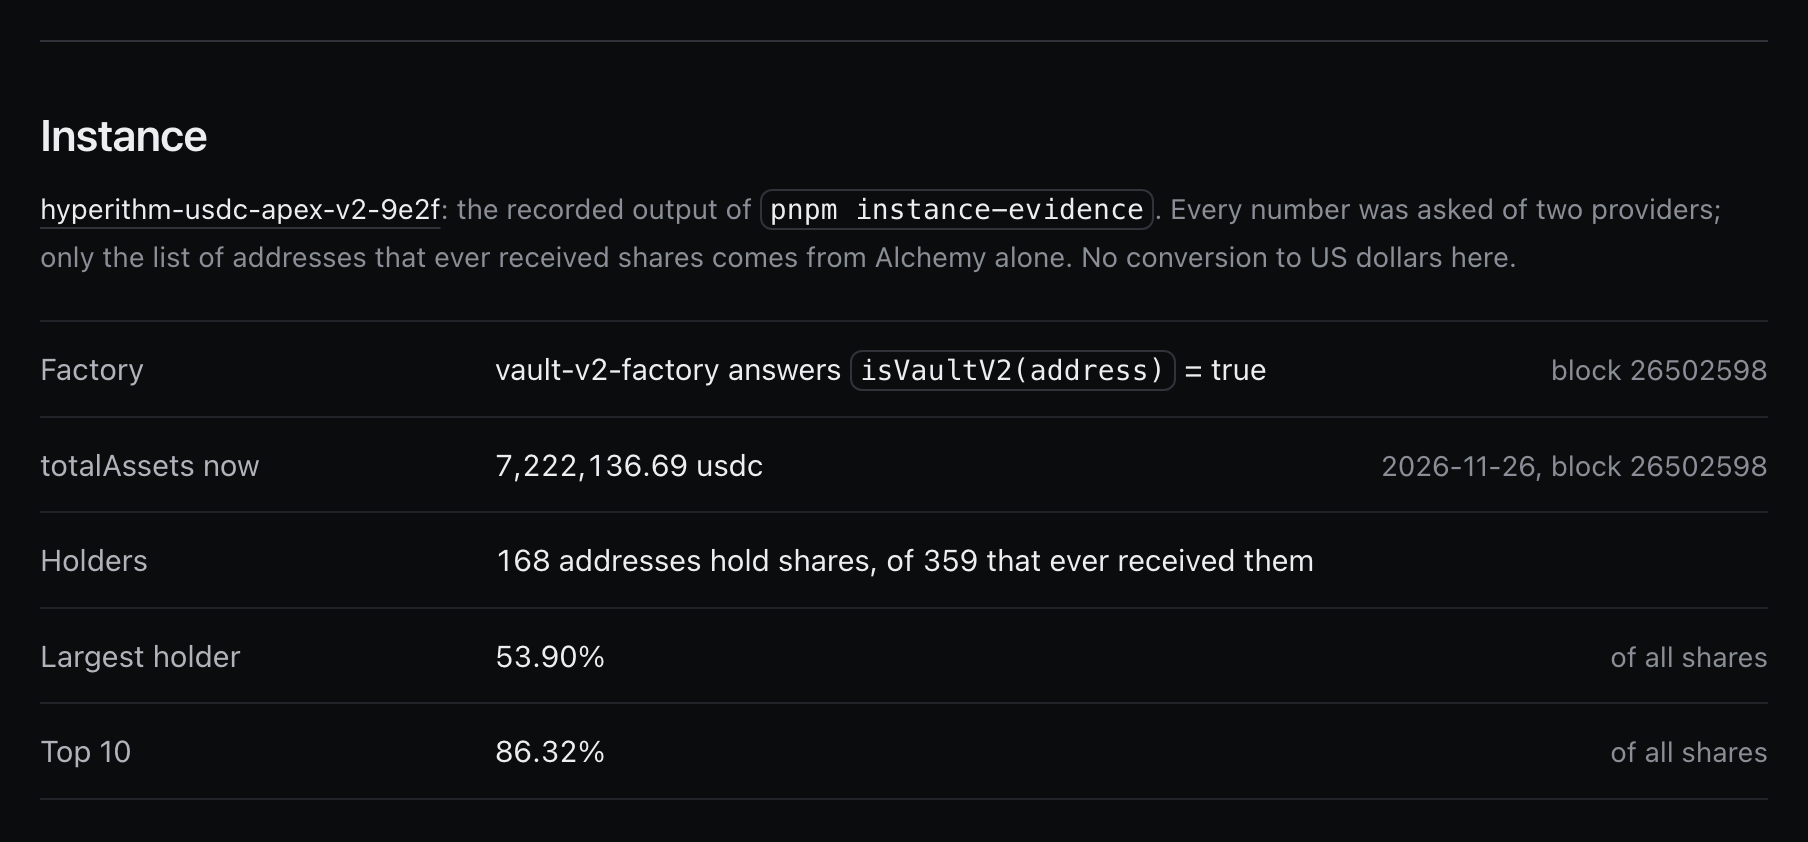 Instance
hyperithm-usdc-apex-v2-9e2f: the recorded output of pnpm instance-evidence. Every number was asked of two providers;
only the list of addresses that ever received shares comes from Alchemy alone. No conversion to US dollars here.
Factory vault-v2-factory answers isVaultV2(address) = true block 26502598
totalAssets now 7,222,136.69 usdc 2026-11-26, block 26502598
Holders 168 addresses hold shares, of 359 that ever received them
Largest holder 53.90% of all shares
Top 10 86.32% of all shares